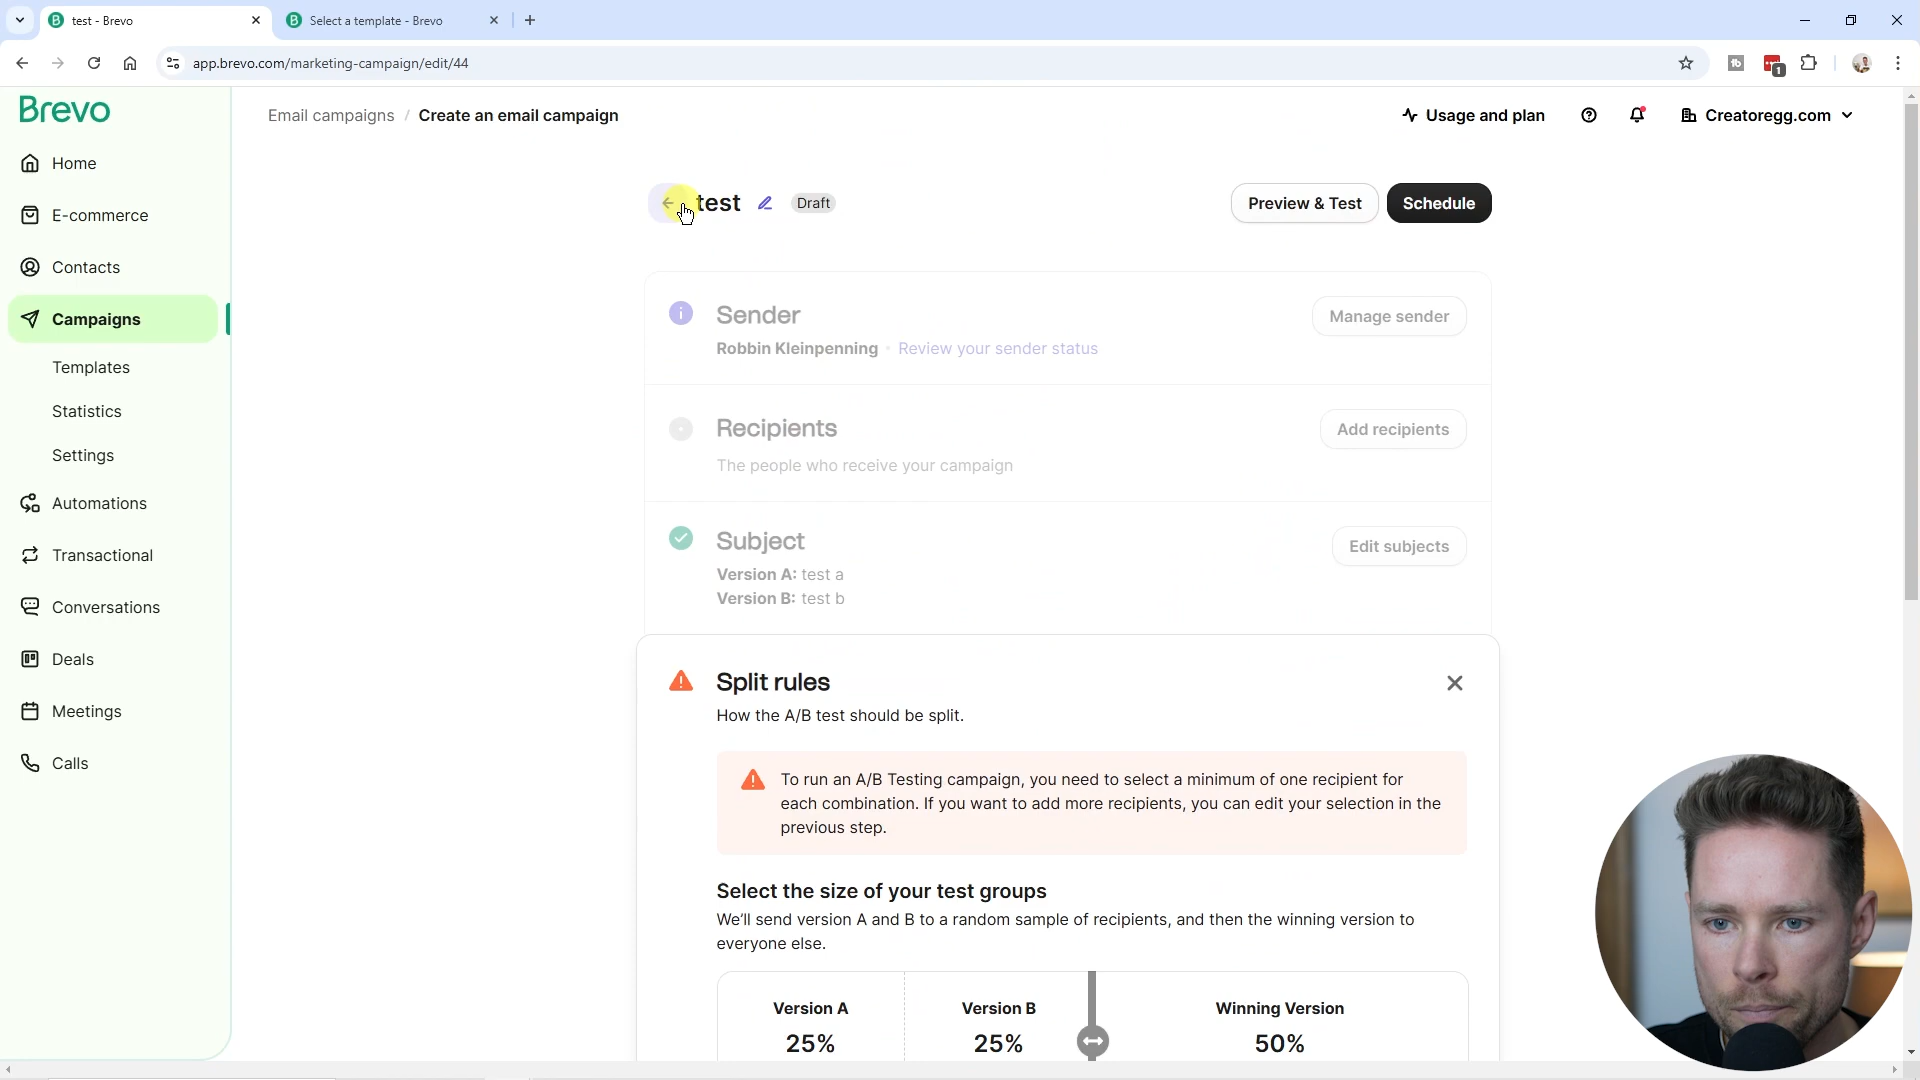 test - Brevo
Select a template - Brevo
app.brevo.com/marketing-campaign/edit/44
1
Brevo
Email campaigns / Create an email campaign
Usage and plan
Creatoregg.com
Home
E-commerce
Contacts
Campaigns
Templates
Statistics
Settings
Automations
Transactional
Conversations
Deals
Meetings
Calls
test
Draft
Preview & Test
Schedule
Sender
Manage sender
Robbin Kleinpenning · Review your sender status
Recipients
Add recipients
The people who receive your campaign
Subject
Edit subjects
Version A: test a
Version B: test b
Split rules
How the A/B test should be split.
To run an A/B Testing campaign, you need to select a minimum of one recipient for
each combination. If you want to add more recipients, you can edit your selection in the
previous step.
Select the size of your test groups
We'll send version A and B to a random sample of recipients, and then the winning version to
everyone else.
Version A
Version B
Winning Version
25%
25%
50%